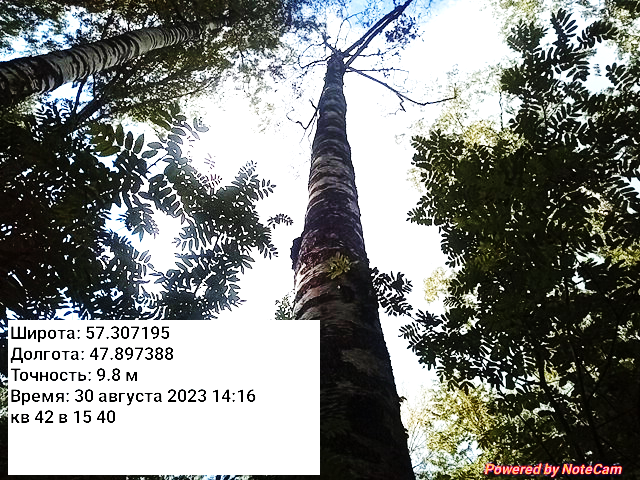 Широта: 57.307195
Долгота: 47.897388
Точность: 9.8 м
Время: 30 августа 2023 14:16
кв 42 в 15 40
Powered by NoteCam